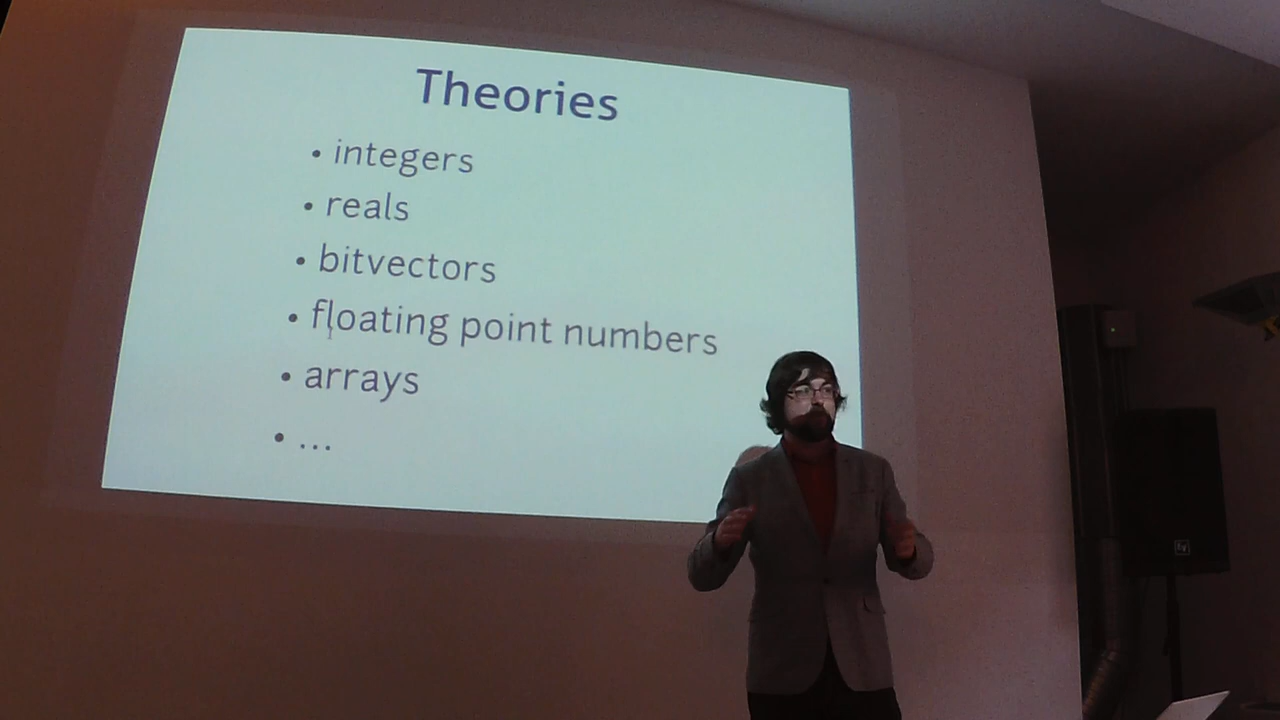 Theories
• integers
• reals
• bitvectors
• floating point numbers
• arrays
• ...